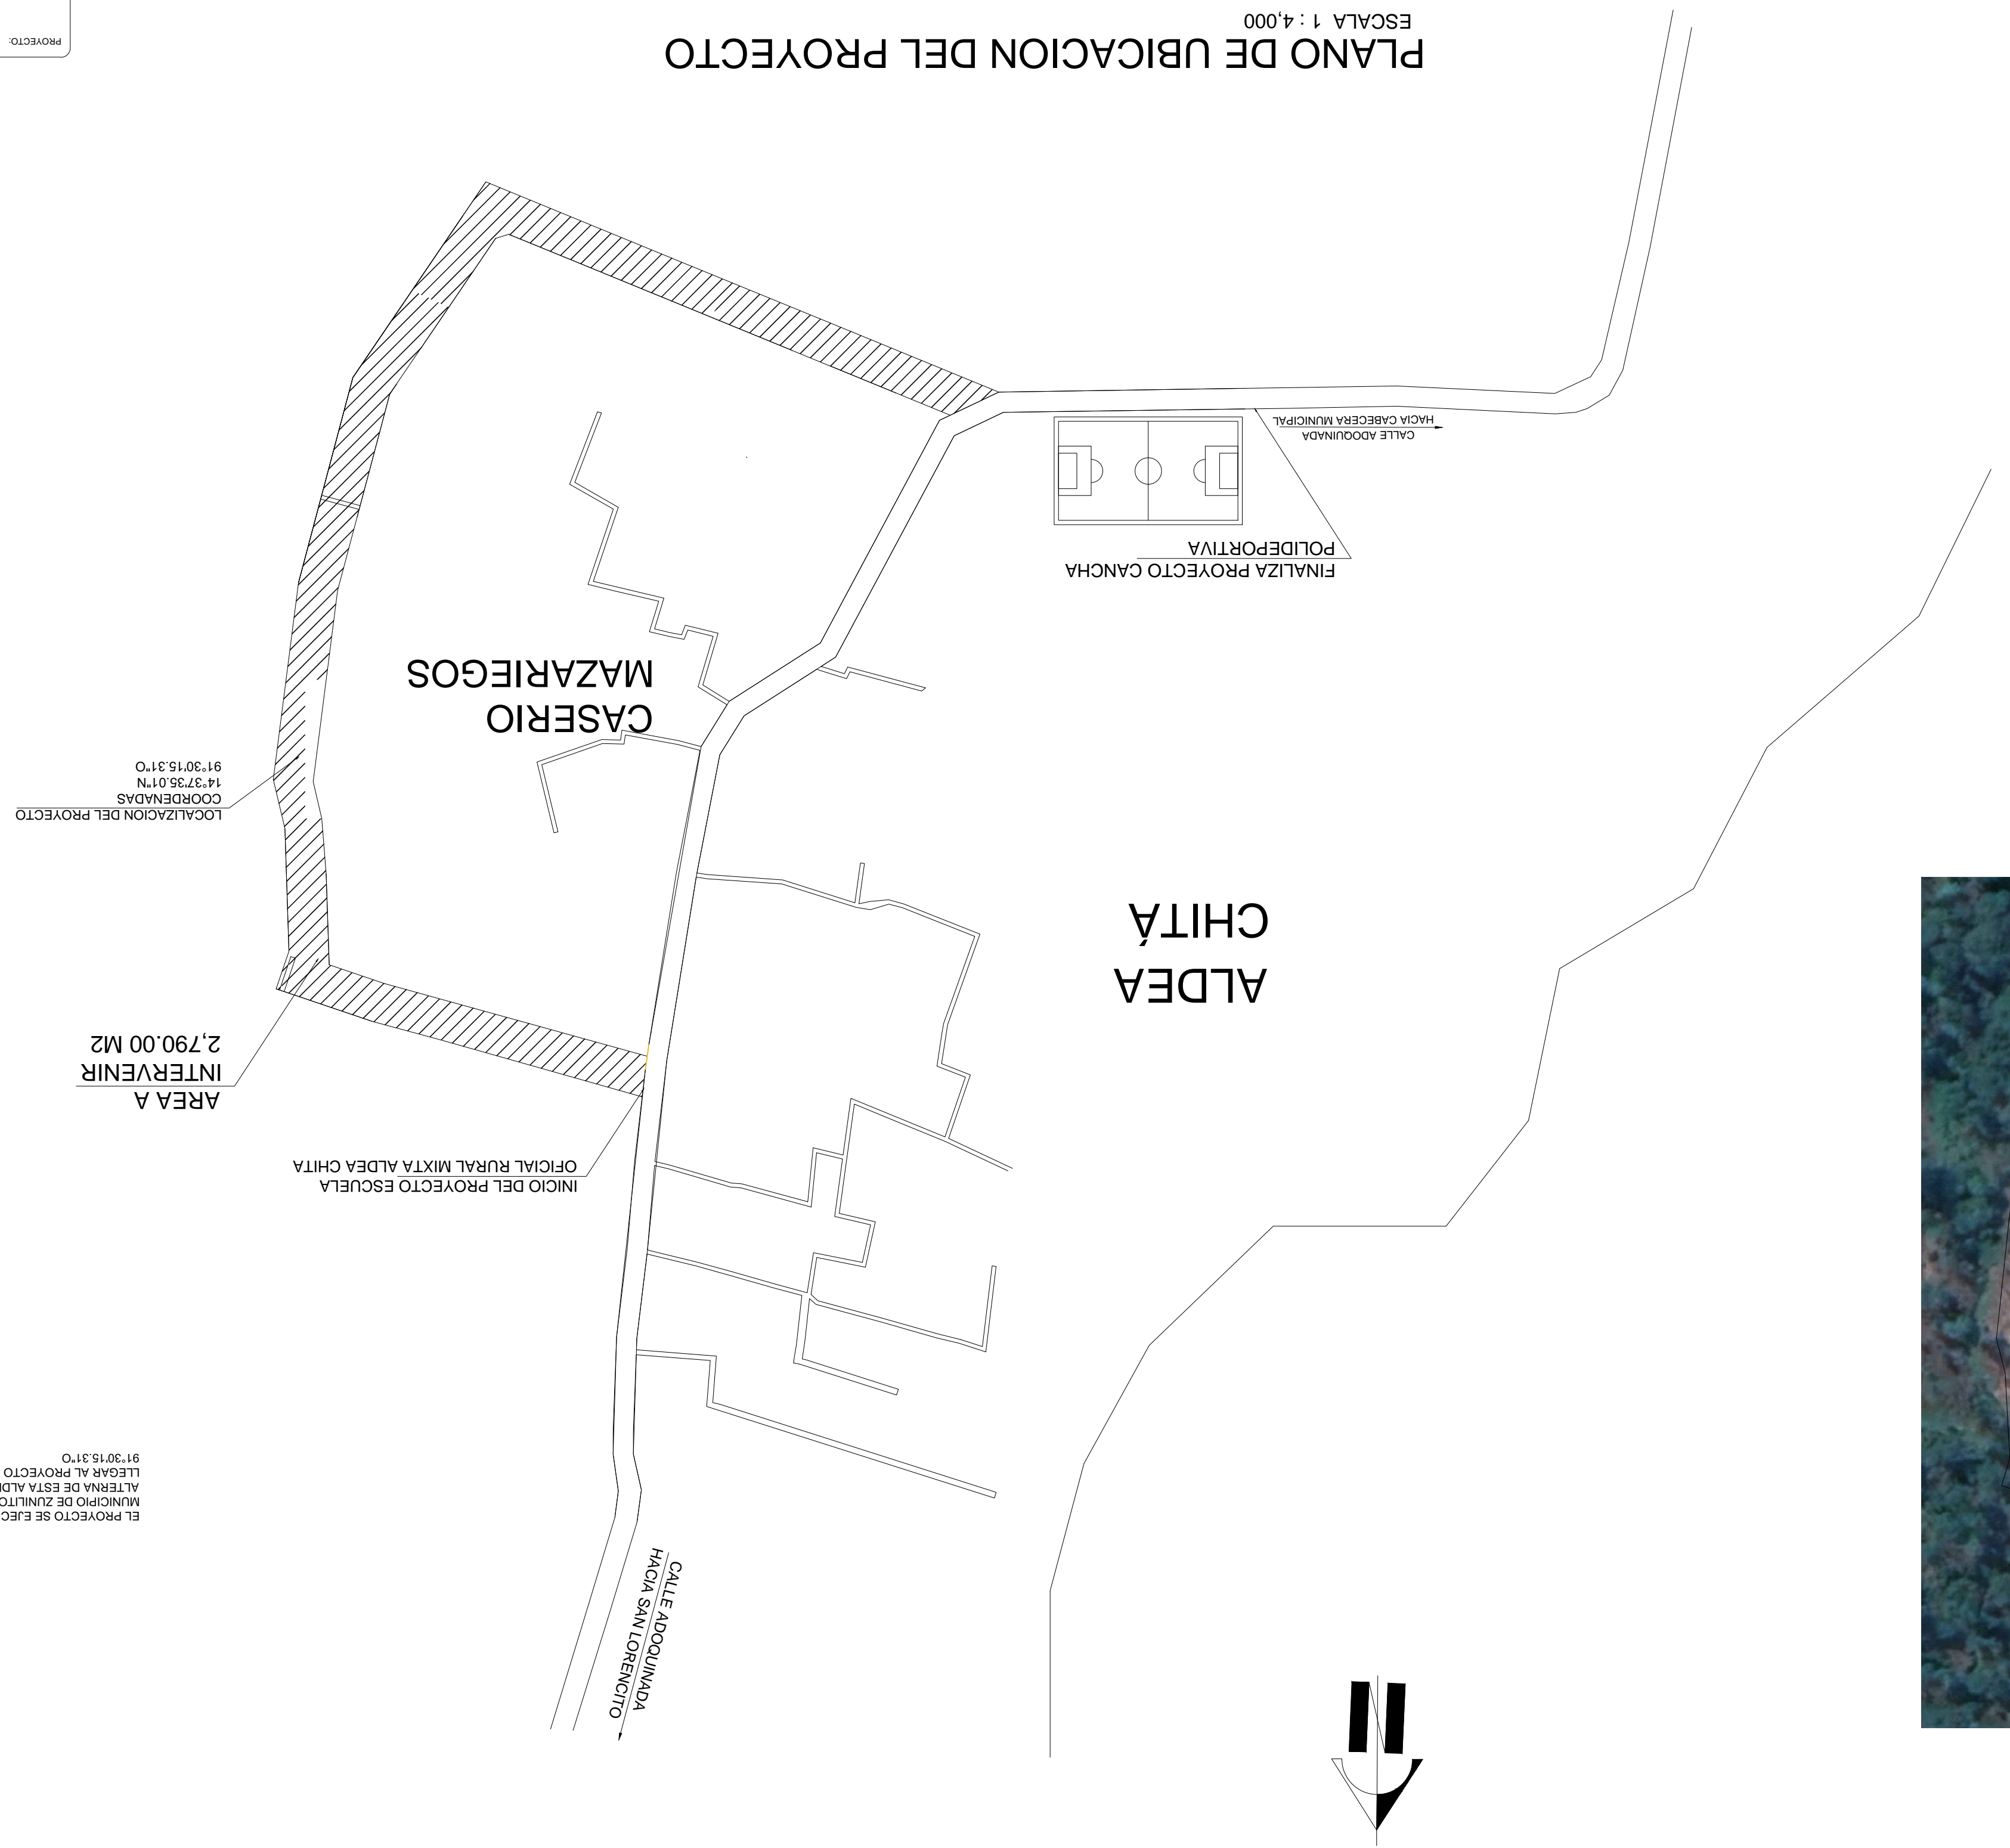 CALLE ADOQUINADA
HACIA SAN LORENCITO
EL PROYECTO SE EJEC
MUNICIPIO DE ZUNILITO
ALTERNA DE ESTA
LLEGAR AL PROYECTO
91°30'15.31"O
INICIO DEL PROYECTO ESCUELA
OFICIAL RURAL MIXTA ALDEA CHITA
AREA A
INTERVENIR
2,790.00 M2
ALDEA
CHITÁ
LOCALIZACION DEL PROYECTO
COORDENADAS
14°37'35.01"N
91°30'15.31"O
CASERIO
MAZARIEGOS
FINALIZA PROYECTO CANCHA
POLIDEPORTIVA
CALLE ADOQUINADA
HACIA CABECERA MUNICIPAL
PLANO DE UBICACION DEL PROYECTO
ESCALA 1 : 4,000
PROYECTO: